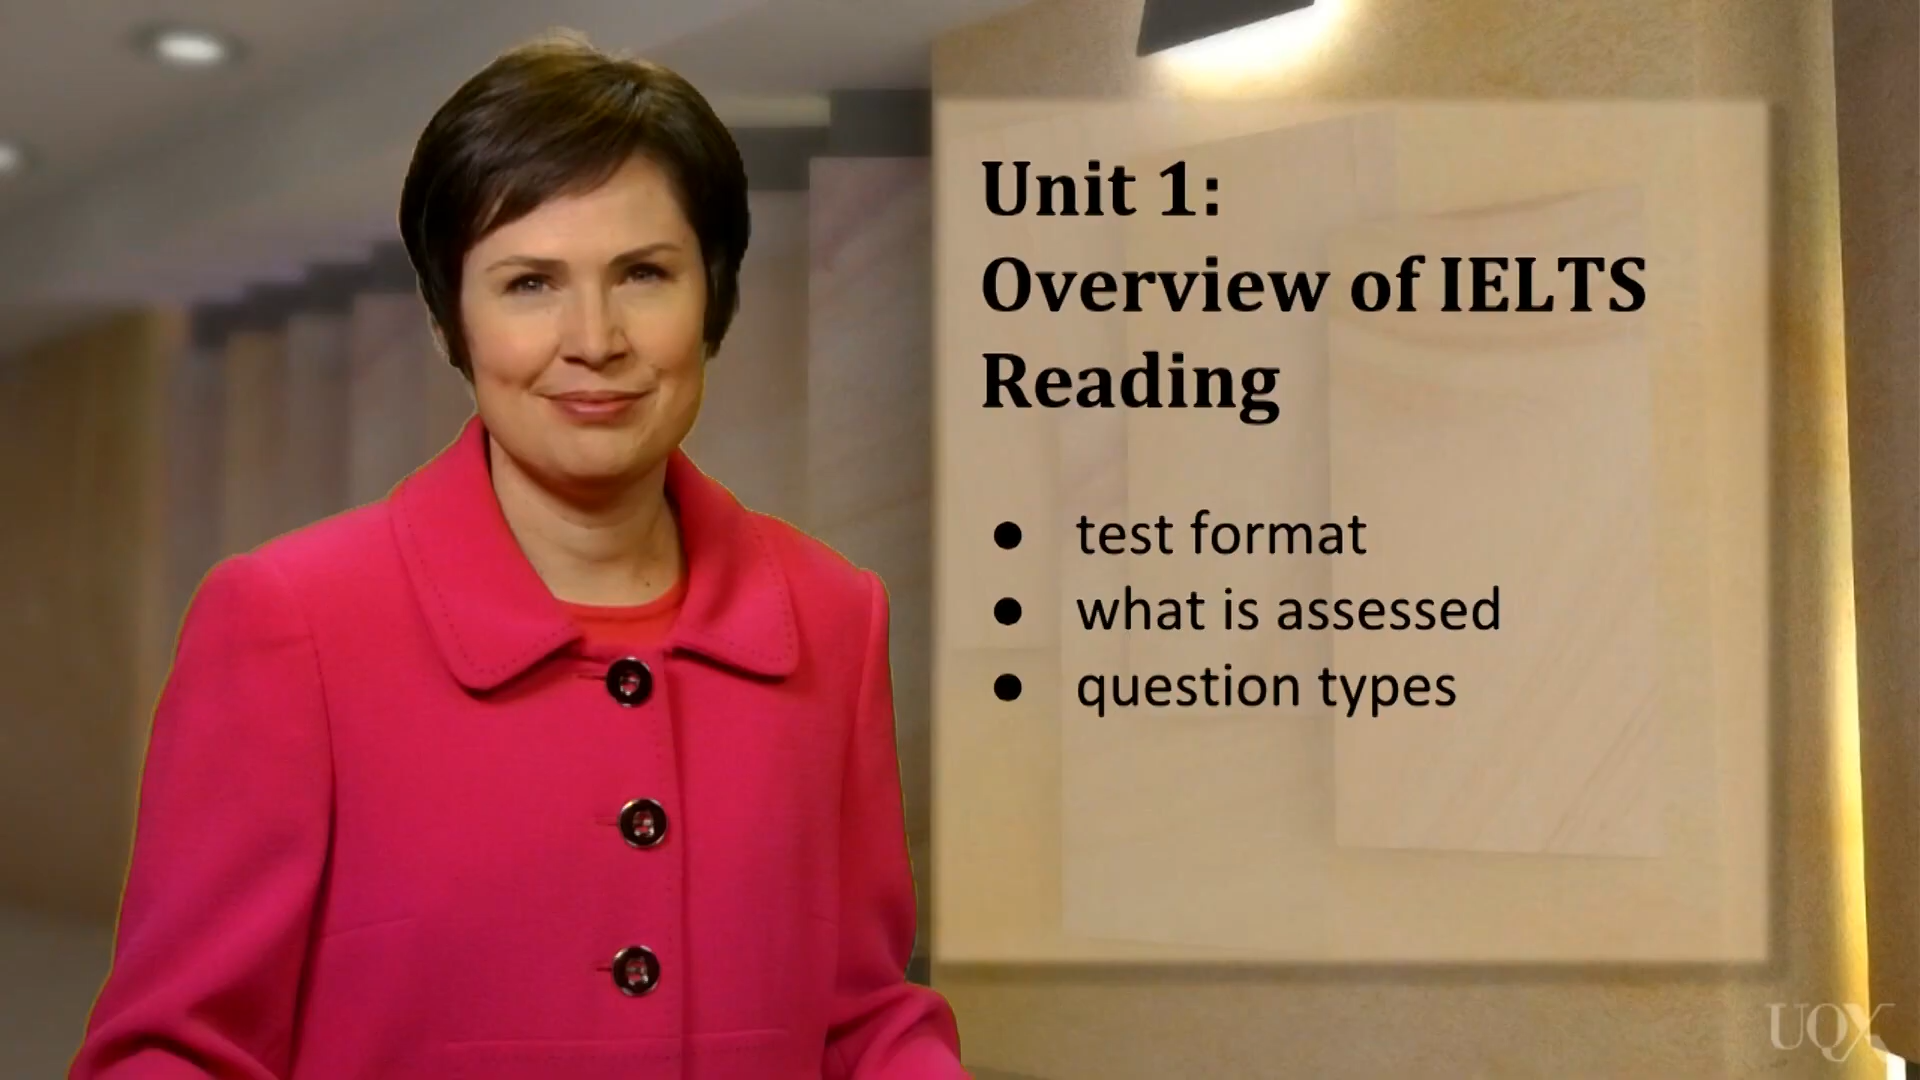 Unit 1:
Overview of IELTS
Reading
● test format
● what is assessed
● question types
UQX